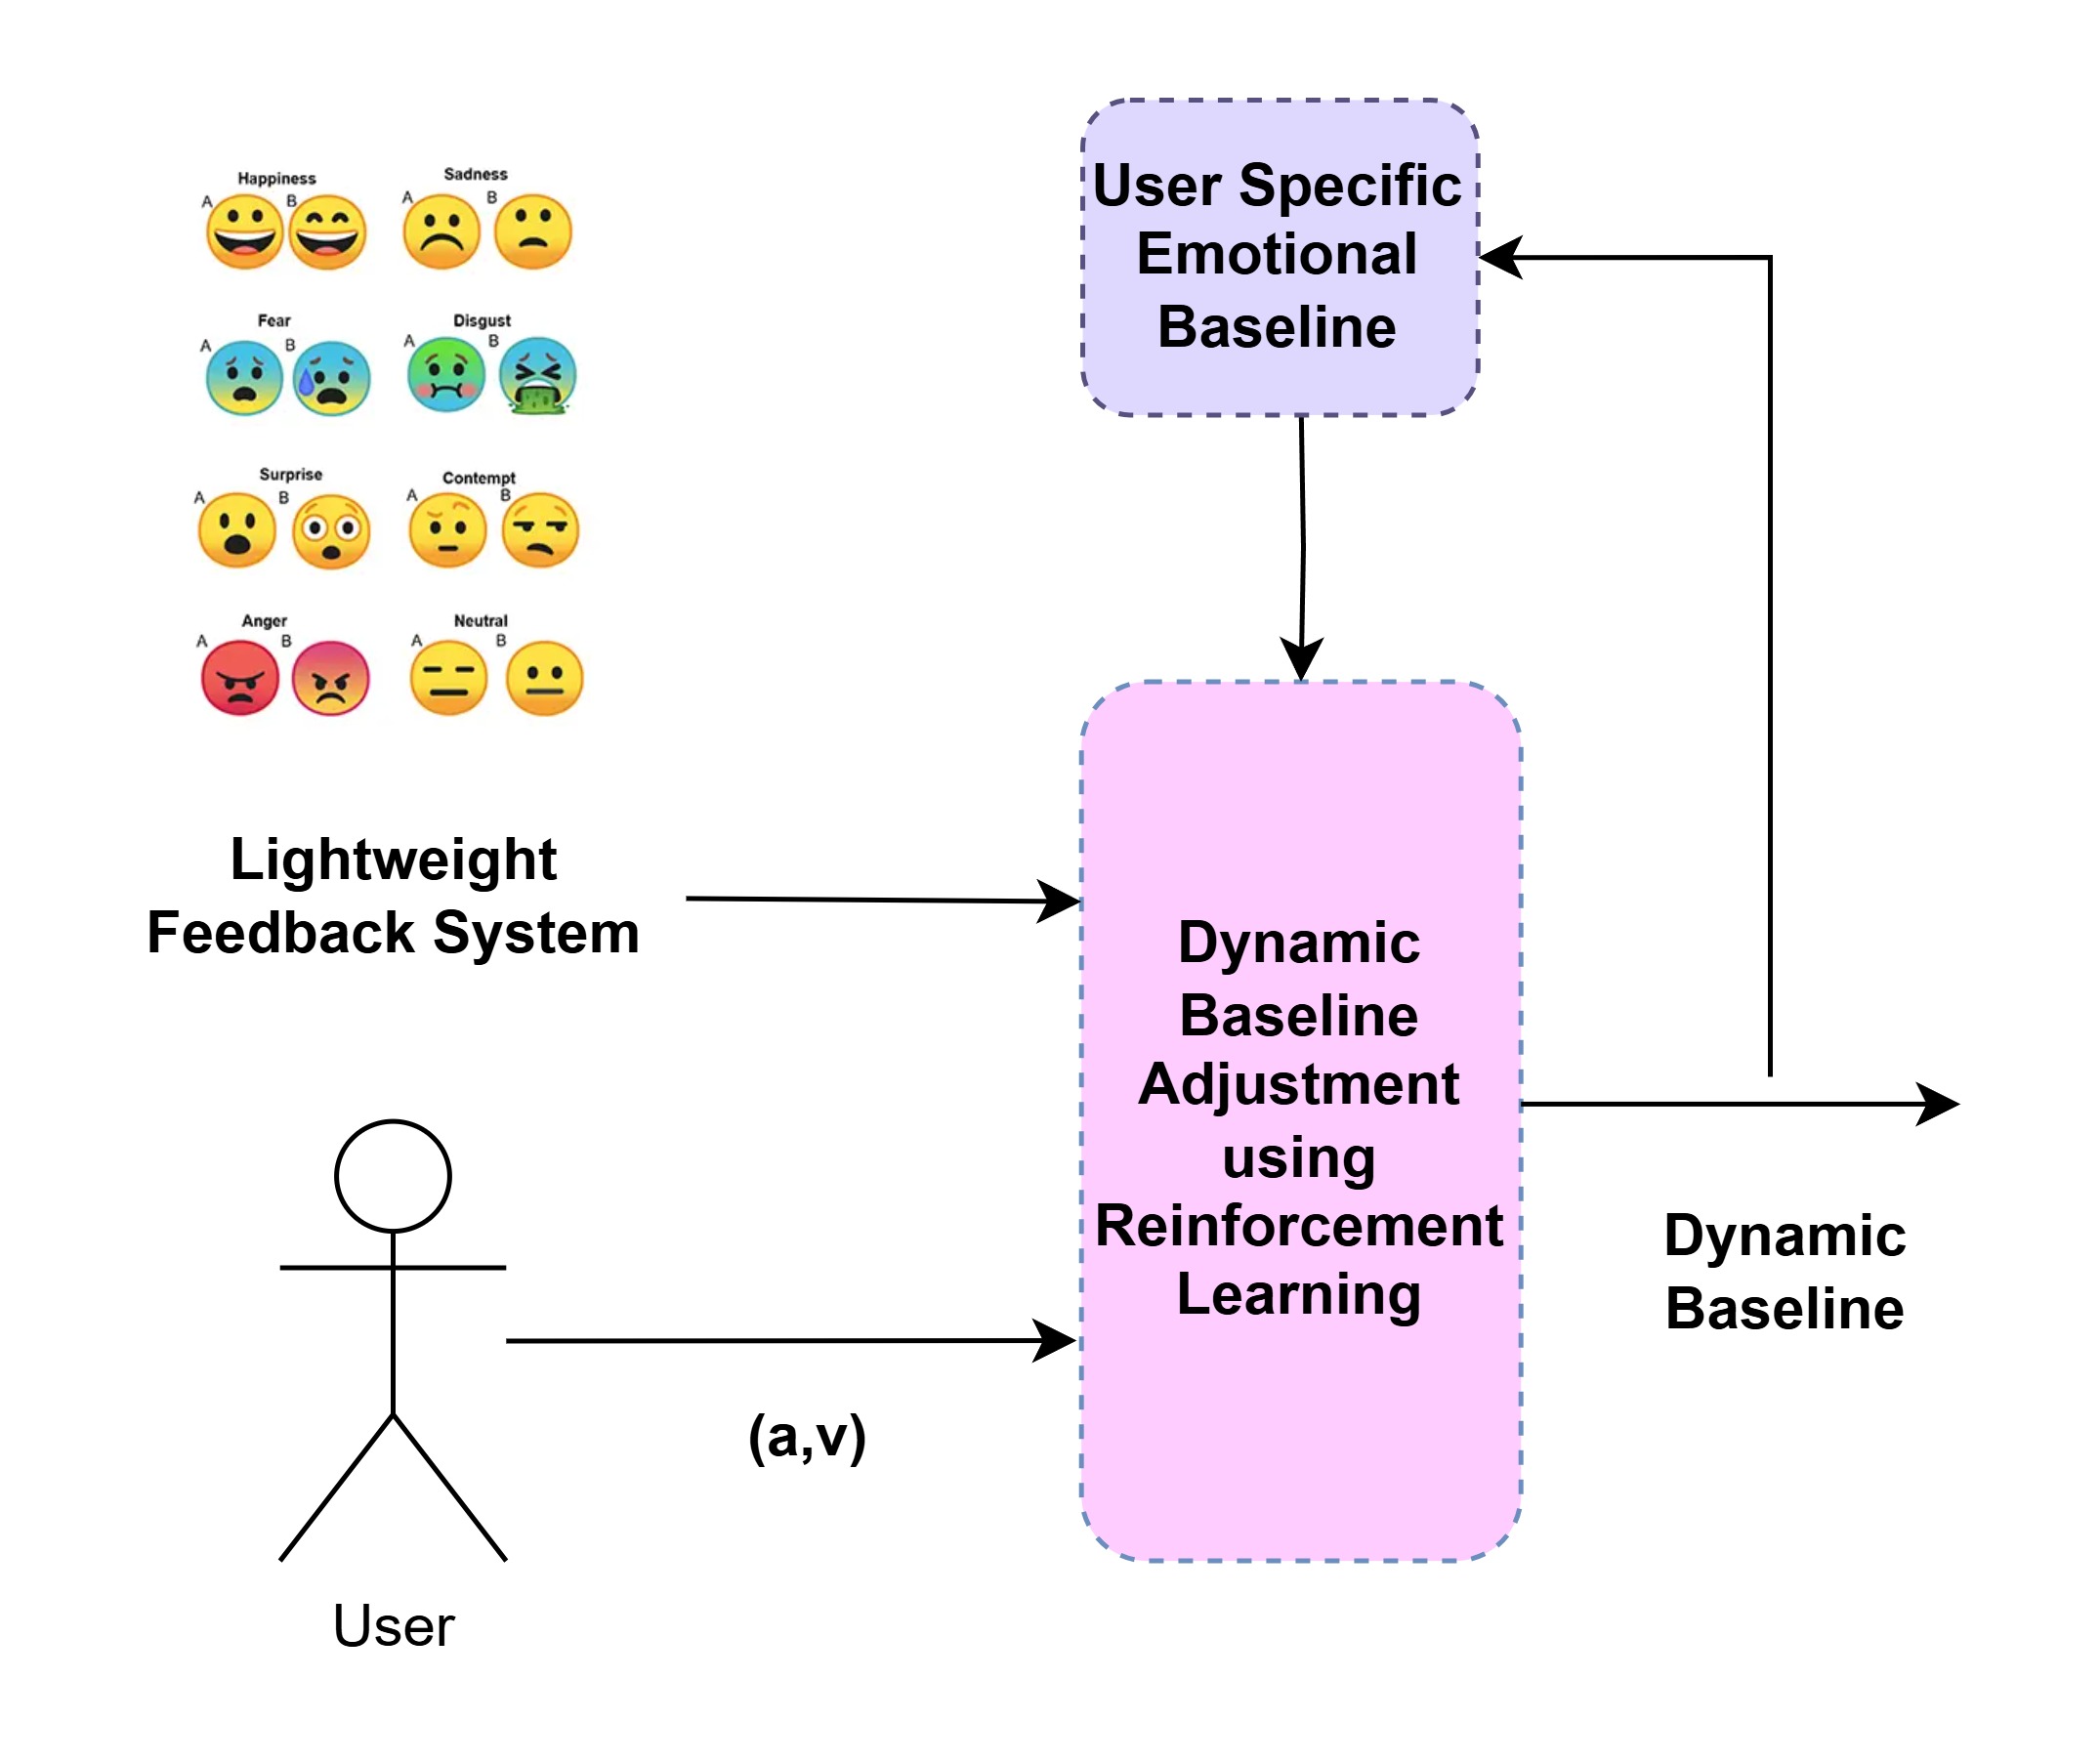 Happiness
Sadness
A
B
A
B
Fear
Disgust
A
B
A
B
Surprise
Contempt
A
B
A
B
Anger
Neutral
A
B
A
B
Lightweight
Feedback System
User
(a,v)
User Specific
Emotional
Baseline
Dynamic
Baseline
Adjustment
using
Reinforcement
Learning
Dynamic
Baseline